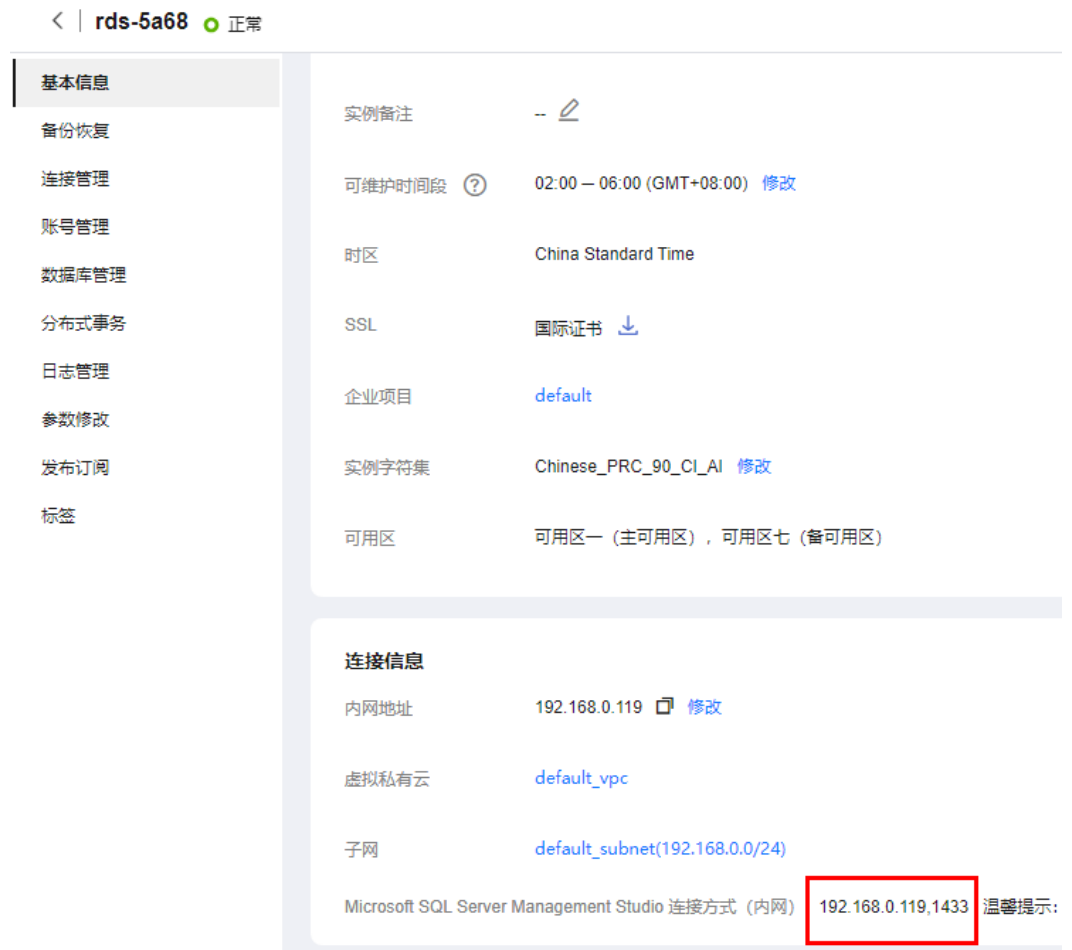 rds-5a68 正常
基本信息
备份恢复
连接管理
账号管理
数据库管理
分布式事务
日志管理
参数修改
发布订阅
标签
实例备注 --
可维护时间段 ? 02:00 — 06:00 (GMT+08:00) 修改
时区 China Standard Time
SSL 国际证书
企业项目 default
实例字符集 Chinese_PRC_90_CI_AI 修改
可用区 可用区一（主可用区）, 可用区七（备可用区）
连接信息
内网地址 192.168.0.119 修改
虚拟私有云 default_vpc
子网 default_subnet(192.168.0.0/24)
Microsoft SQL Server Management Studio 连接方式（内网） 192.168.0.119,1433 温馨提示: